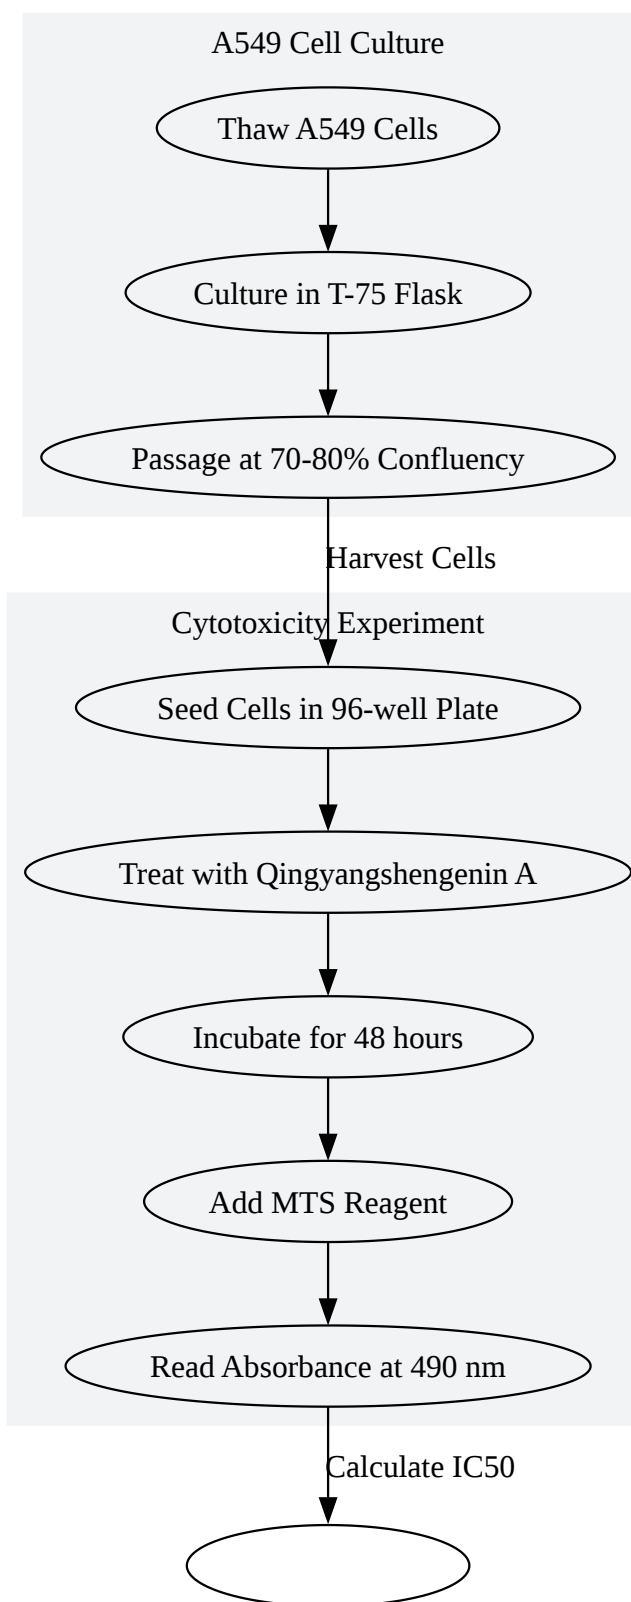 A549 Cell Culture
Thaw A549 Cells
Culture in T-75 Flask
Passage at 70-80% Confluency
Harvest Cells
Cytotoxicity Experiment
Seed Cells in 96-well Plate
Treat with Qingyangshengenin A
Incubate for 48 hours
Add MTS Reagent
Read Absorbance at 490 nm
Calculate IC50